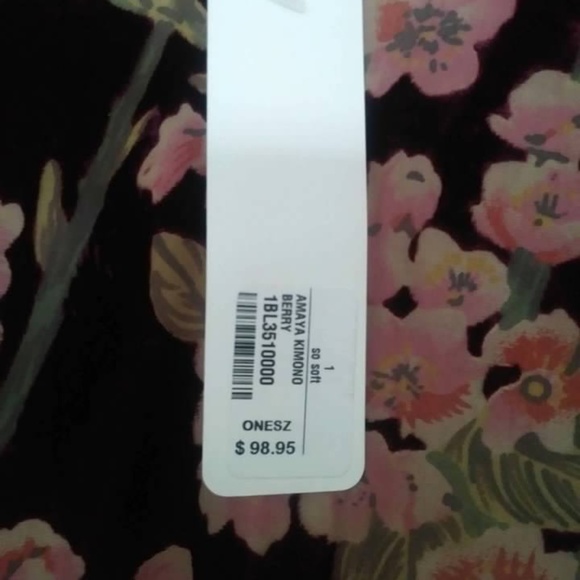 1
so soft
AMAYA KIMONO
BERRY
1BL3510000
ONESZ
$ 98.95